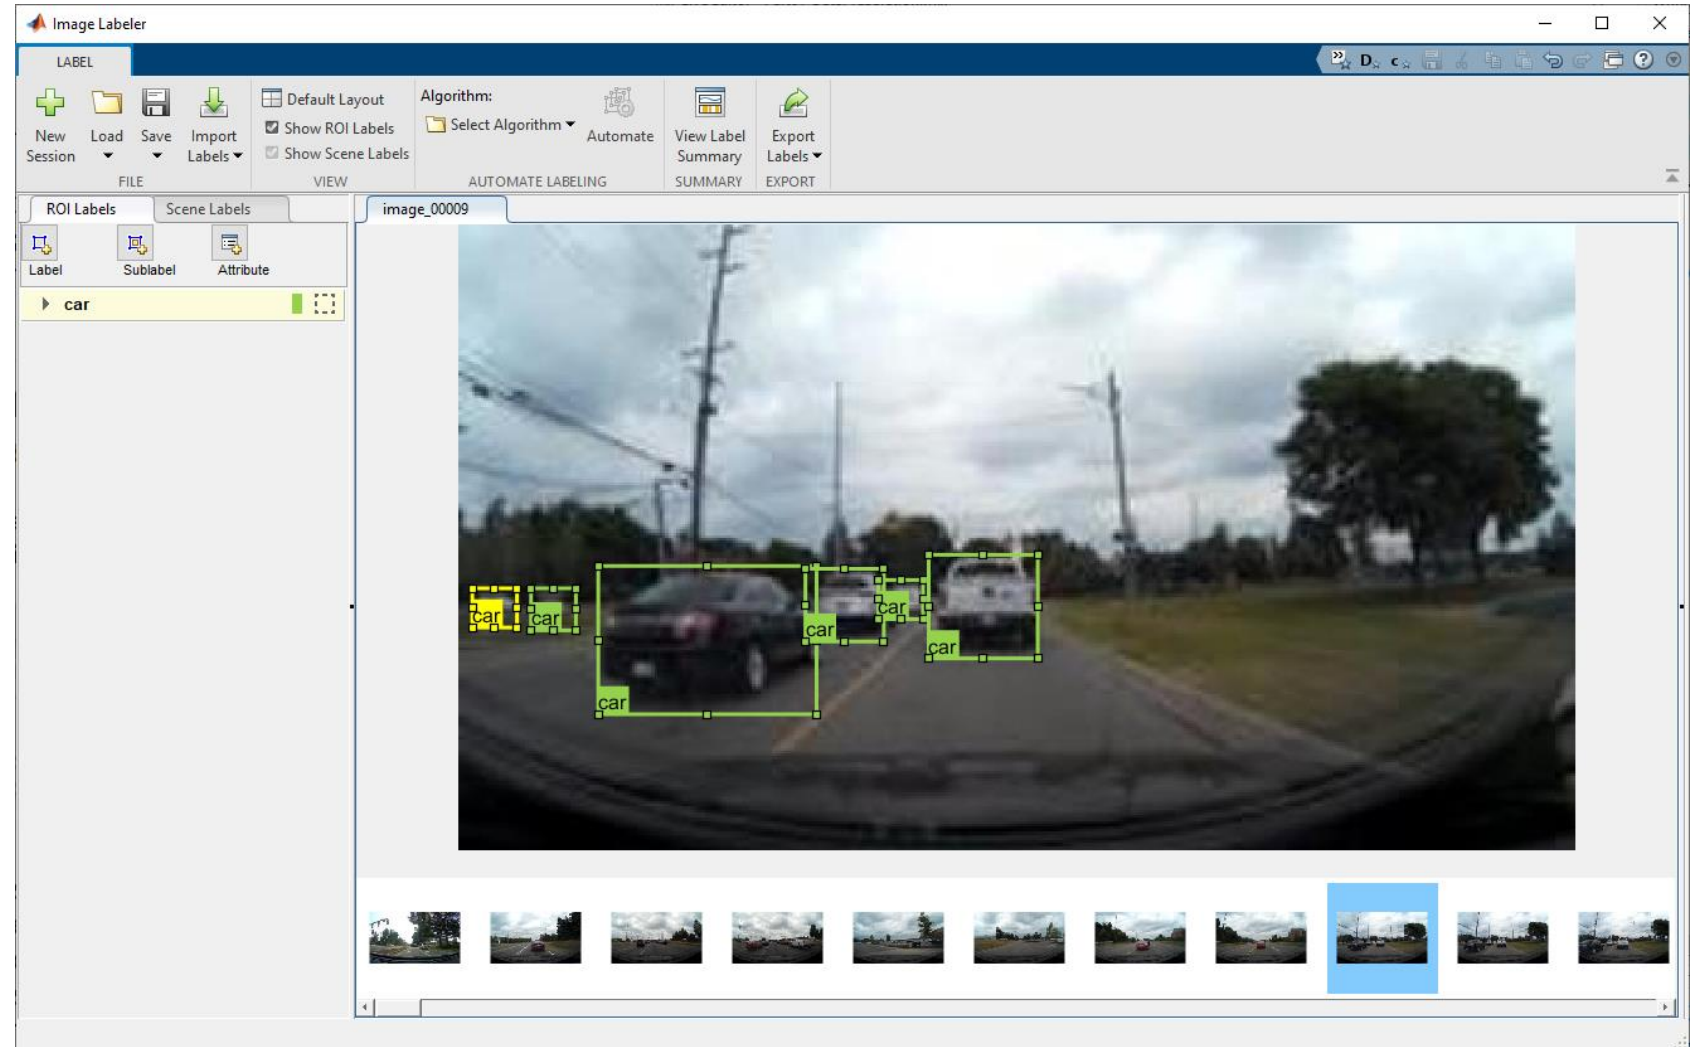 Image Labeler
LABEL
New Session
Load
Save
Import Labels
Default Layout
Show ROI Labels
Show Scene Labels
Algorithm:
Select Algorithm
Automate
View Label Summary
Export Labels
FILE
VIEW
AUTOMATE LABELING
SUMMARY
EXPORT
ROI Labels
Scene Labels
image_00009
Label
Sublabel
Attribute
car
car
car
car
car
car
car